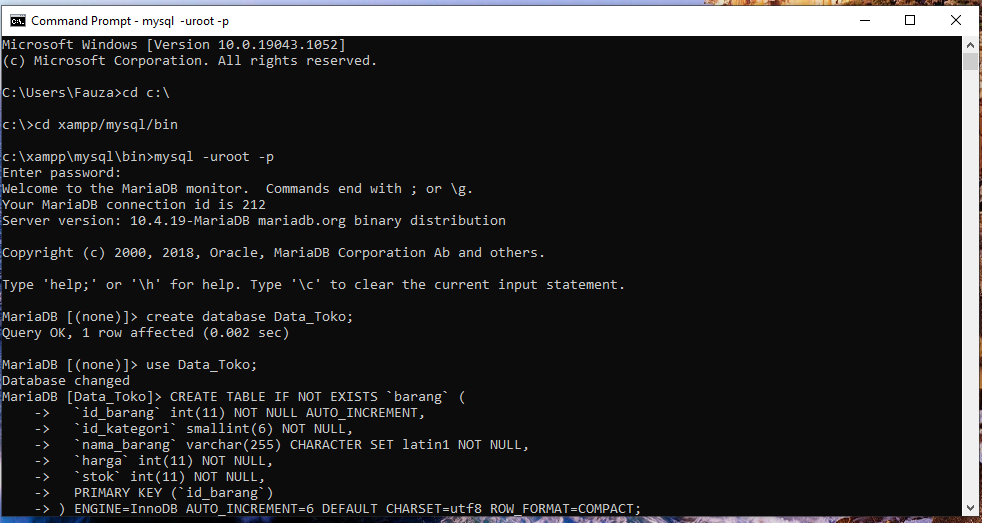 Command Prompt - mysql  -uroot -p
Microsoft Windows [Version 10.0.19043.1052]
(c) Microsoft Corporation. All rights reserved.
C:\Users\Fauza>cd c:\
c:\>cd xampp/mysql/bin
c:\xampp\mysql\bin>mysql -uroot -p
Enter password:
Welcome to the MariaDB monitor.  Commands end with ; or \g.
Your MariaDB connection id is 212
Server version: 10.4.19-MariaDB mariadb.org binary distribution
Copyright (c) 2000, 2018, Oracle, MariaDB Corporation Ab and others.
Type 'help;' or '\h' for help. Type '\c' to clear the current input statement.
MariaDB [(none)]> create database Data_Toko;
Query OK, 1 row affected (0.002 sec)
MariaDB [(none)]> use Data_Toko;
Database changed
MariaDB [Data_Toko]> CREATE TABLE IF NOT EXISTS `barang` (
    ->   `id_barang` int(11) NOT NULL AUTO_INCREMENT,
    ->   `id_kategori` smallint(6) NOT NULL,
    ->   `nama_barang` varchar(255) CHARACTER SET latin1 NOT NULL,
    ->   `harga` int(11) NOT NULL,
    ->   `stok` int(11) NOT NULL,
    ->   PRIMARY KEY (`id_barang`)
    -> ) ENGINE=InnoDB AUTO_INCREMENT=6 DEFAULT CHARSET=utf8 ROW_FORMAT=COMPACT;